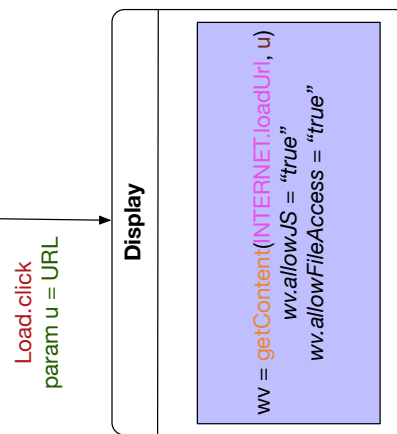 Load.click
param u = URL
Display
wv = getContent(INTERNET.loadUrl, u)
wv.allowJS = “true”
wv.allowFileAccess = “true”